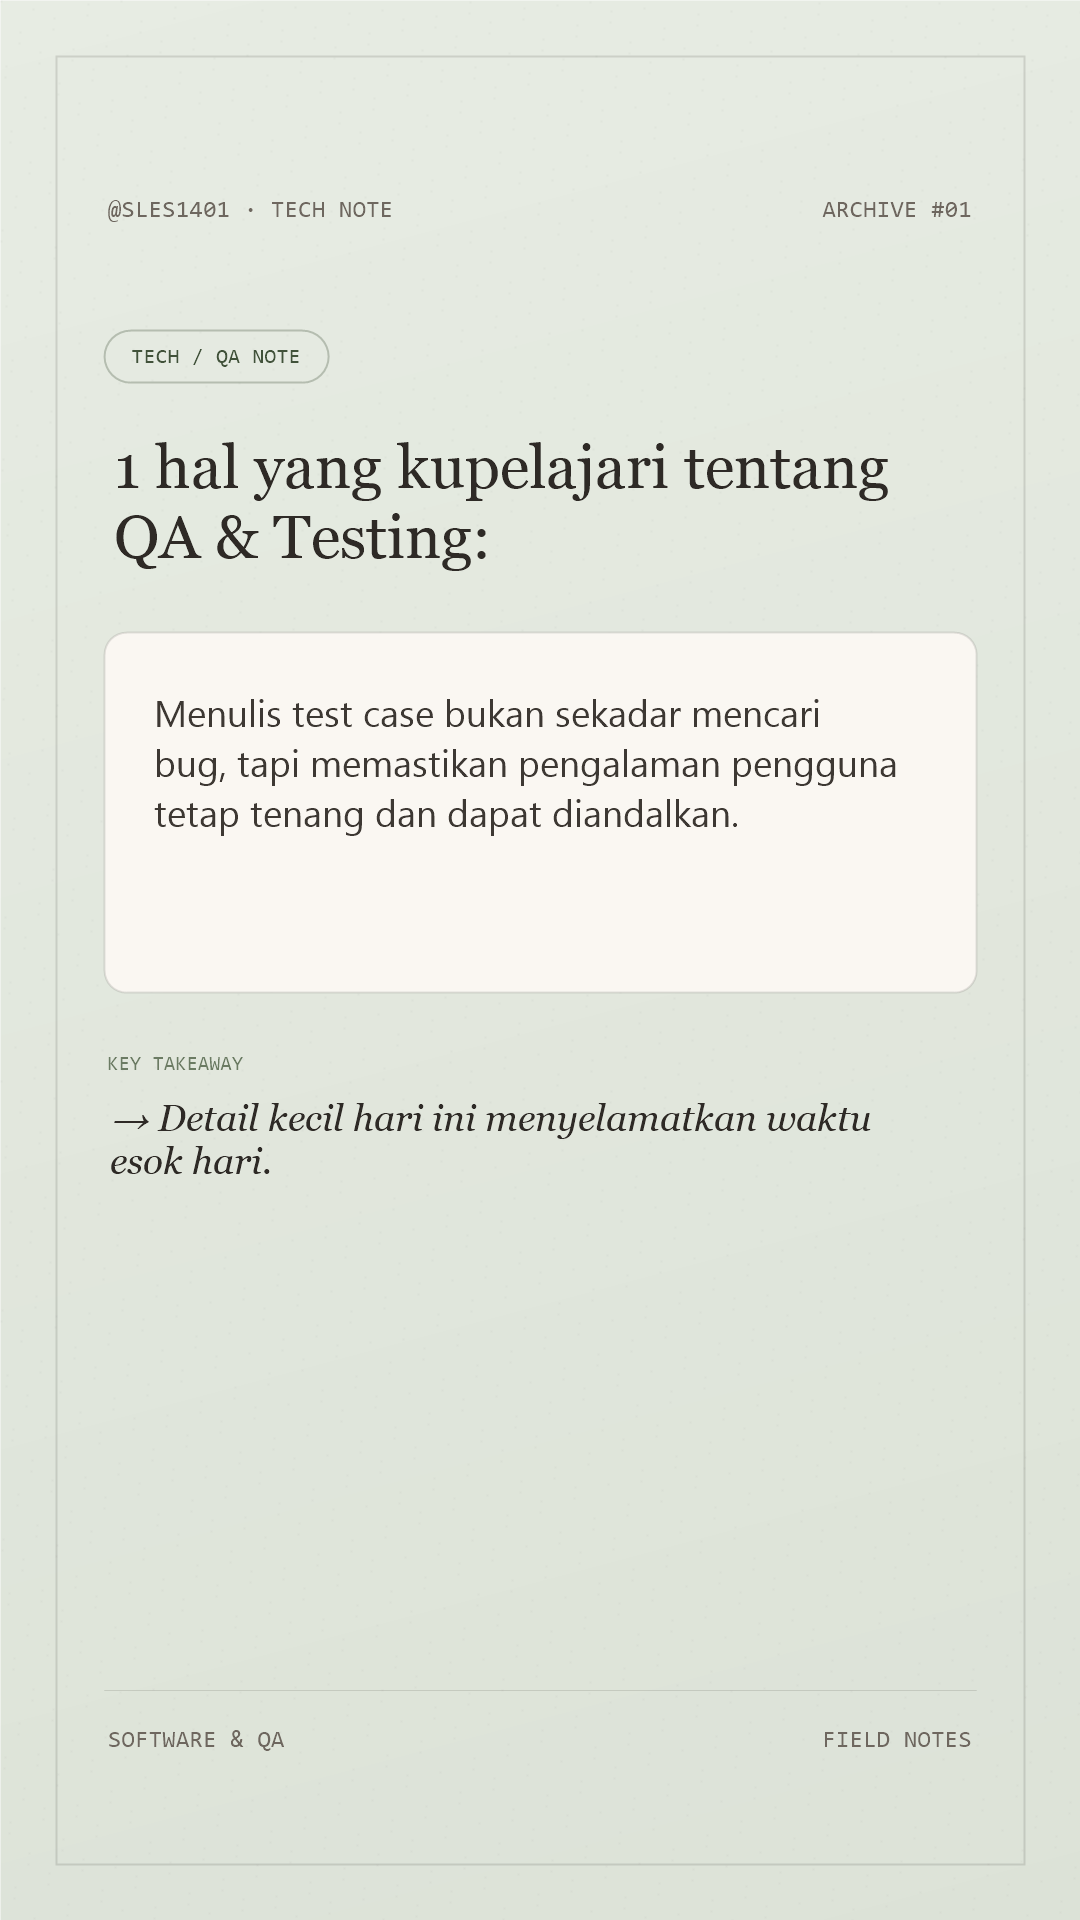 @SLES1401 · TECH NOTE
ARCHIVE #01
TECH / QA NOTE
1 hal yang kupelajari tentang
QA & Testing:
Menulis test case bukan sekadar mencari
bug, tapi memastikan pengalaman pengguna
tetap tenang dan dapat diandalkan.
KEY TAKEAWAY
→ Detail kecil hari ini menyelamatkan waktu
esok hari.
SOFTWARE & QA
FIELD NOTES